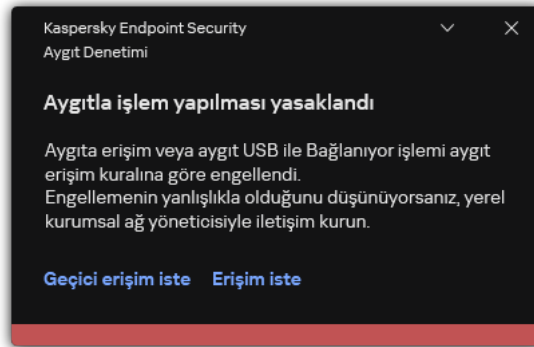 Kaspersky Endpoint Security
Aygıt Denetimi
Aygıtla işlem yapılması yasaklandı
Aygıta erişim veya aygıt USB ile Bağlanıyor işlemi aygıt
erişim kuralına göre engellendi.
Engellemenin yanlışlıkla olduğunu düşünüyorsanız, yerel
kurumsal ağ yöneticisiyle iletişim kurun.
Geçici erişim iste Erişim iste